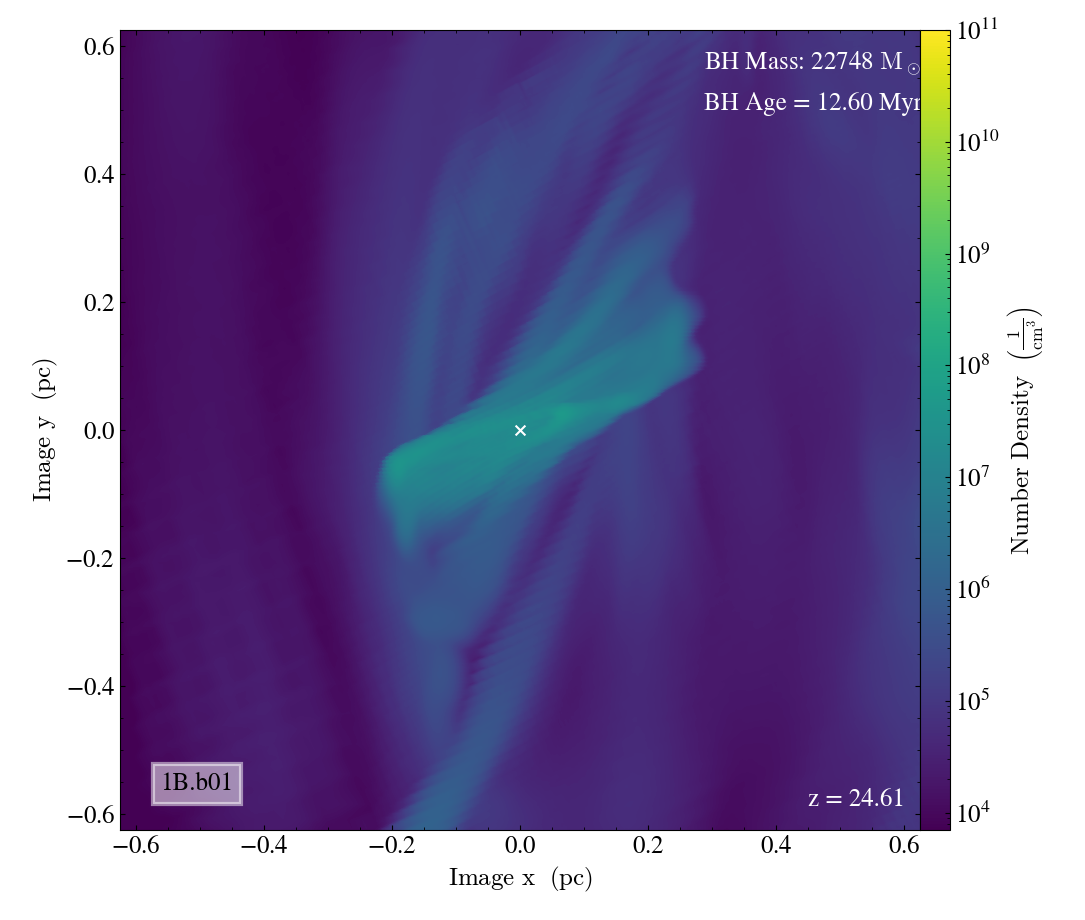 BH Mass: 22748 M⊙
BH Age = 12.60 Myr
1B.b01
z = 24.61
0.6
0.4
0.2
0.0
−0.2
−0.4
−0.6
Image y (pc)
−0.6 −0.4 −0.2 0.0 0.2 0.4 0.6
Image x (pc)
10¹¹
10¹⁰
10⁹
10⁸
10⁷
10⁶
10⁵
10⁴
Number Density (1/cm³)